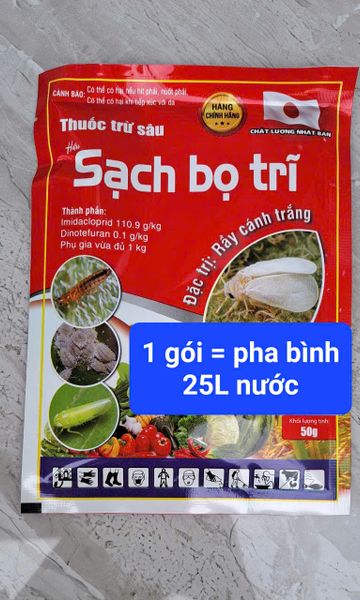 CẢNH BÁO: Có thể có hại nếu hít phải, nuốt phải
Có thể có hại khi tiếp xúc với da
HÀNG
CHÍNH HÃNG
CHẤT LƯỢNG NHẬT BẢN
Thuốc trừ sâu
Sạch bọ trĩ
Thành phần:
Imidacloprid 110.9 g/kg
Dinotefuran 0.1 g/kg
Phụ gia vừa đủ 1 kg
Đặc trị: Rầy cánh trắng
1 gói = pha bình
25L nước
Khối lượng tịnh:
50g